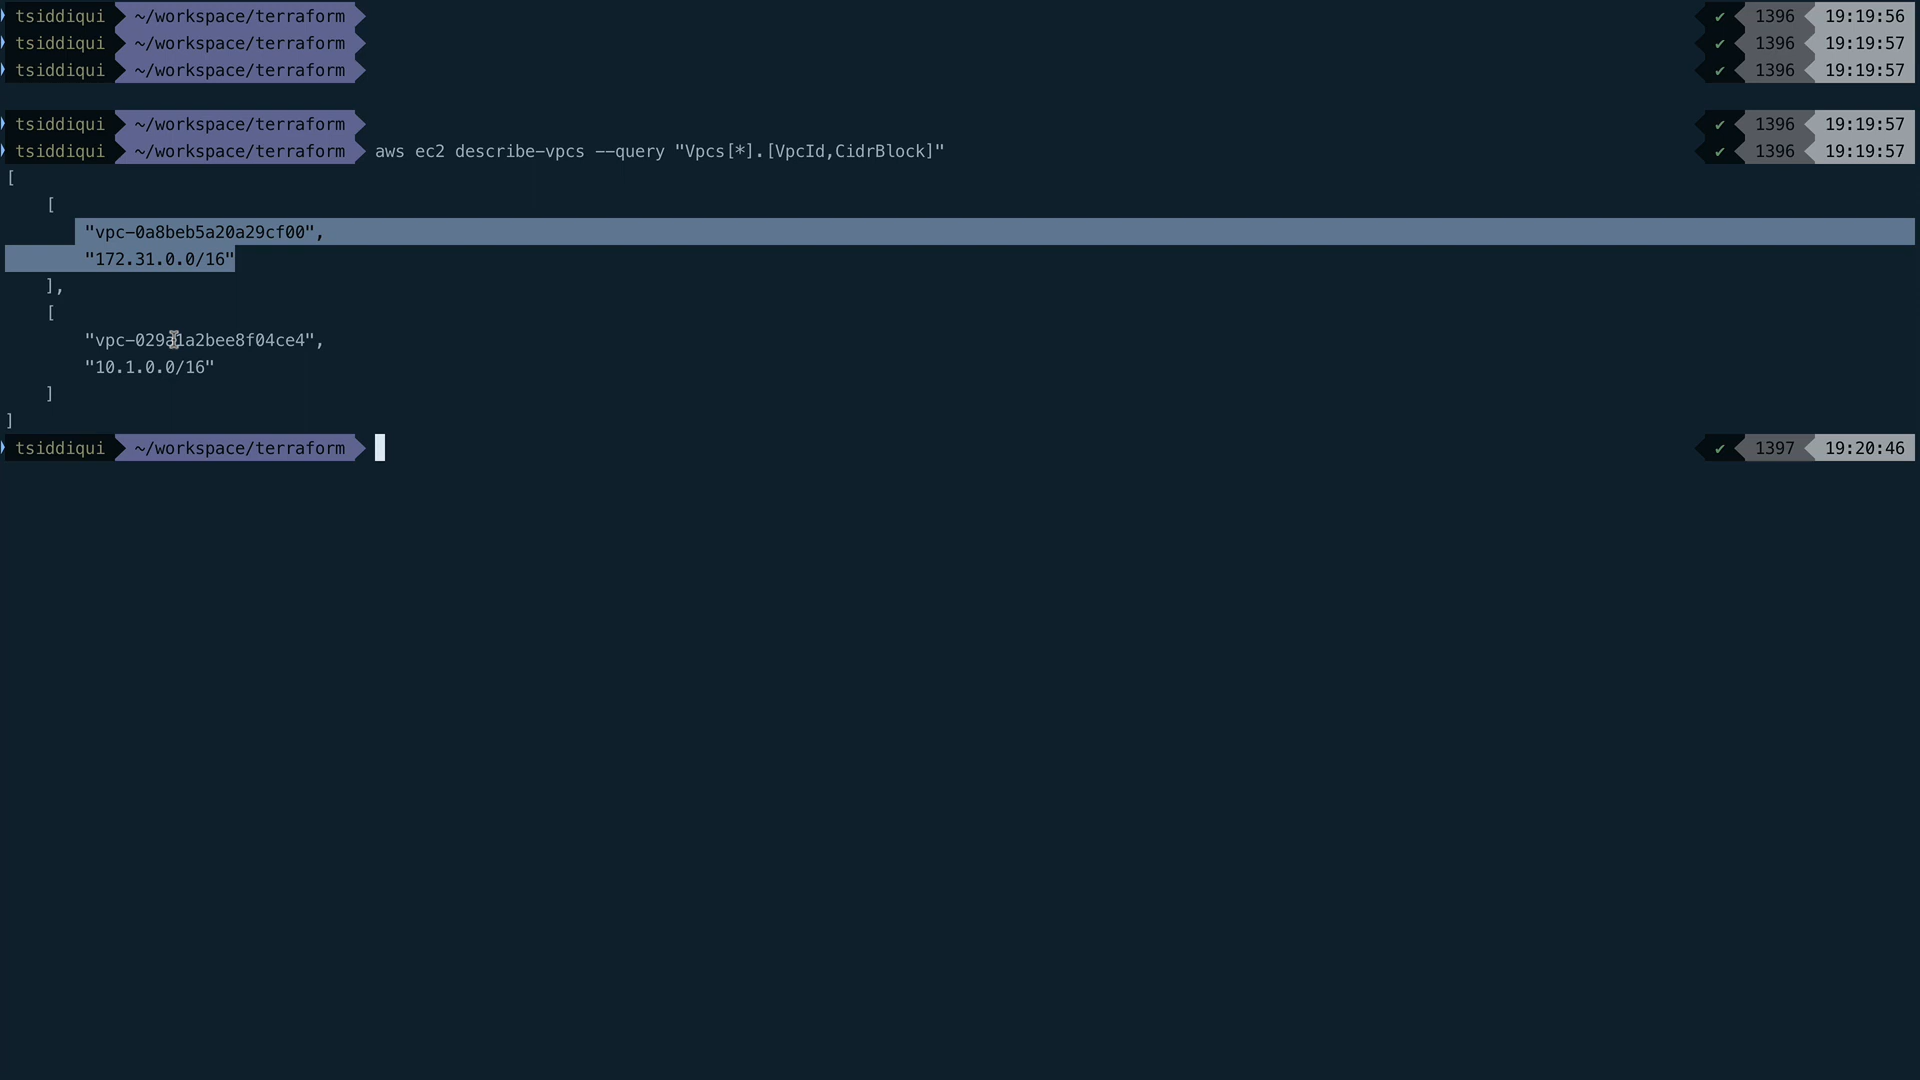 tsiddiqui ~/workspace/terraform ✔ 1396 19:19:56
tsiddiqui ~/workspace/terraform ✔ 1396 19:19:57
tsiddiqui ~/workspace/terraform ✔ 1396 19:19:57
tsiddiqui ~/workspace/terraform ✔ 1396 19:19:57
tsiddiqui ~/workspace/terraform aws ec2 describe-vpcs --query "Vpcs[*].[VpcId,CidrBlock]" ✔ 1396 19:19:57
[
    [
        "vpc-0a8beb5a20a29cf00",
        "172.31.0.0/16"
    ],
    [
        "vpc-029a1a2bee8f04ce4",
        "10.1.0.0/16"
    ]
]
tsiddiqui ~/workspace/terraform ✔ 1397 19:20:46